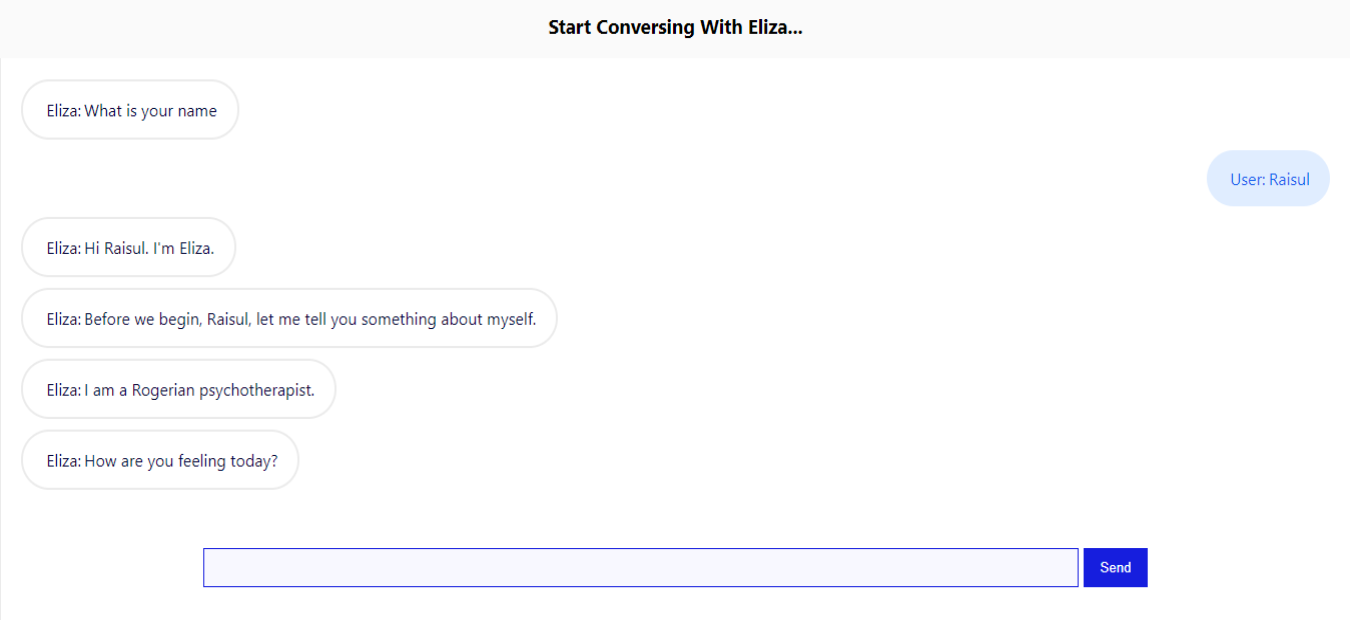 Start Conversing With Eliza...
Eliza: What is your name
User: Raisul
Eliza: Hi Raisul. I'm Eliza.
Eliza: Before we begin, Raisul, let me tell you something about myself.
Eliza: I am a Rogerian psychotherapist.
Eliza: How are you feeling today?
Send